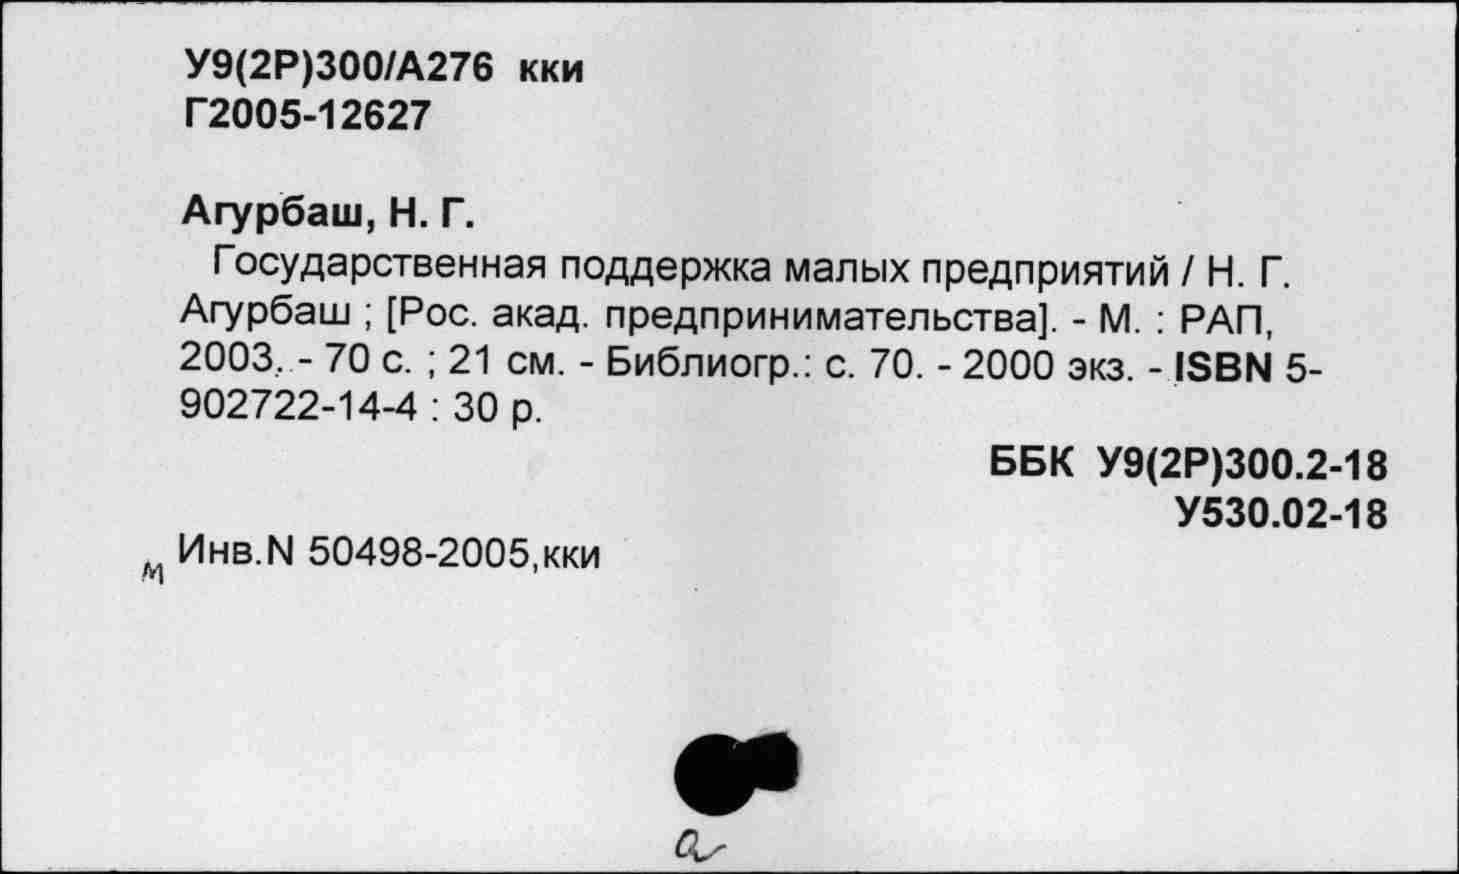 У9(2Р)300/А276 кки
Г2005-12627
Агурбаш, Н. Г.
Государственная поддержка малых предприятий / Н. Г.
Агурбаш ; [Рос. акад. предпринимательства]. - М. : РАП,
2003. - 70 с. ; 21 см. - Библиогр.: с. 70. - 2000 экз. - ISBN 5-
902722-14-4 : 30 р.
ББК У9(2Р)300.2-18
У530.02-18
м Инв.N 50498-2005,кки